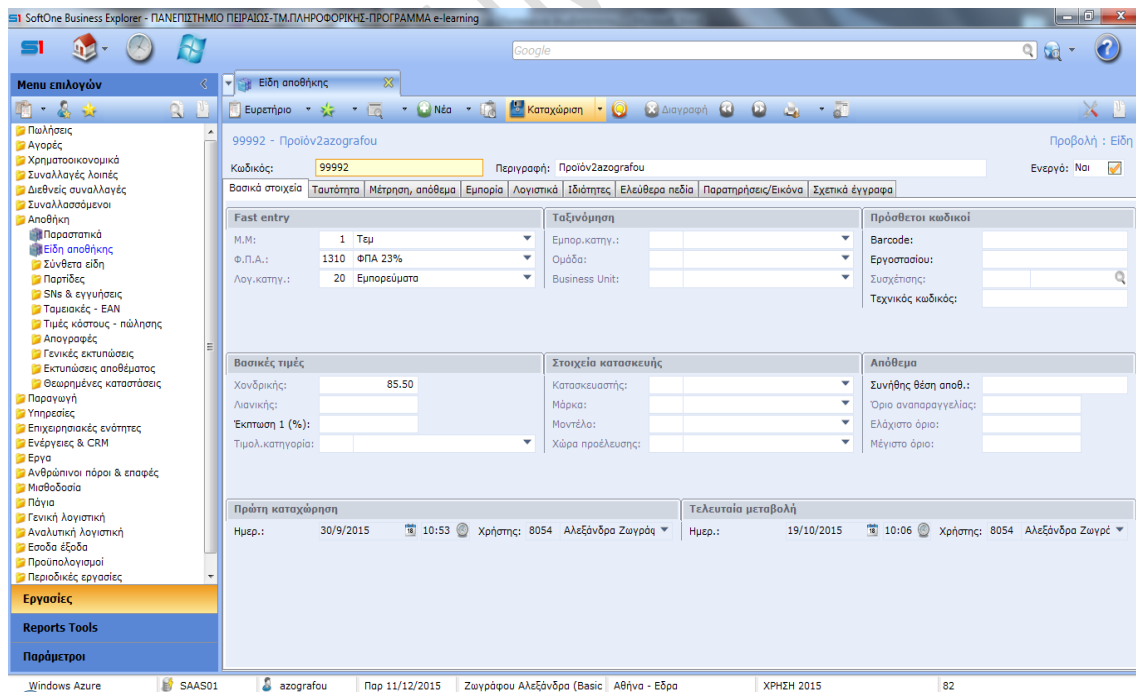 S1 SoftOne Business Explorer - ΠΑΝΕΠΙΣΤΗΜΙΟ ΠΕΙΡΑΙΩΣ-ΤΜ.ΠΛΗΡΟΦΟΡΙΚΗΣ-ΠΡΟΓΡΑΜΜΑ e-learning
S1 Google
Menu επιλογών
Είδη αποθήκης
Ευρετήριο Νέα Καταχώριση Διαγραφή
99992 - Προϊόν2azografou Προβολή : Είδη
Κωδικός: 99992 Περιγραφή: Προϊόν2azografou Ενεργό: Ναι
Βασικά στοιχεία Ταυτότητα Μέτρηση, απόθεμα Εμπορία Λογιστικά Ιδιότητες Ελεύθερα πεδία Παρατηρήσεις/Εικόνα Σχετικά έγγραφα
Πωλήσεις
Αγορές
Χρηματοοικονομικά
Συναλλαγές λοιπές
Διεθνείς συναλλαγές
Συναλλασσόμενοι
Αποθήκη
Παραστατικά
Είδη αποθήκης
Σύνθετα είδη
Παρτίδες
SNs & εγγυήσεις
Ταμειακές - EAN
Τιμές κόστους - πώλησης
Απογραφές
Γενικές εκτυπώσεις
Εκτυπώσεις αποθέματος
Θεωρημένες καταστάσεις
Παραγωγή
Υπηρεσίες
Επιχειρησιακές ενότητες
Ενέργειες & CRM
Εργα
Ανθρώπινοι πόροι & επαφές
Μισθοδοσία
Πάγια
Γενική λογιστική
Αναλυτική λογιστική
Εσοδα έξοδα
Προϋπολογισμοί
Περιοδικές εργασίες
Εργασίες
Reports Tools
Παράμετροι
Fast entry
Μ.Μ: 1 Τεμ
Φ.Π.Α.: 1310 ΦΠΑ 23%
Λογ.κατηγ.: 20 Εμπορεύματα
Ταξινόμηση
Εμπορ.κατηγ.:
Ομάδα:
Business Unit:
Πρόσθετοι κωδικοί
Barcode:
Εργοστασίου:
Συσχέτισης:
Τεχνικός κωδικός:
Βασικές τιμές
Χονδρικής: 85.50
Λιανικής:
Έκπτωση 1 (%):
Τιμολ.κατηγορία:
Στοιχεία κατασκευής
Κατασκευαστής:
Μάρκα:
Μοντέλο:
Χώρα προέλευσης:
Απόθεμα
Συνήθης θέση αποθ.:
Όριο αναπαραγγελίας:
Ελάχιστο όριο:
Μέγιστο όριο:
Πρώτη καταχώρηση
Ημερ.: 30/9/2015 18 10:53 Χρήστης: 8054 Αλεξάνδρα Ζωγράφ
Τελευταία μεταβολή
Ημερ.: 19/10/2015 18 10:06 Χρήστης: 8054 Αλεξάνδρα Ζωγρέ
Windows Azure SAAS01 azografou Παρ 11/12/2015 Ζωγράφου Αλεξάνδρα (Basic Αθήνα - Εδρα ΧΡΗΣΗ 2015 82